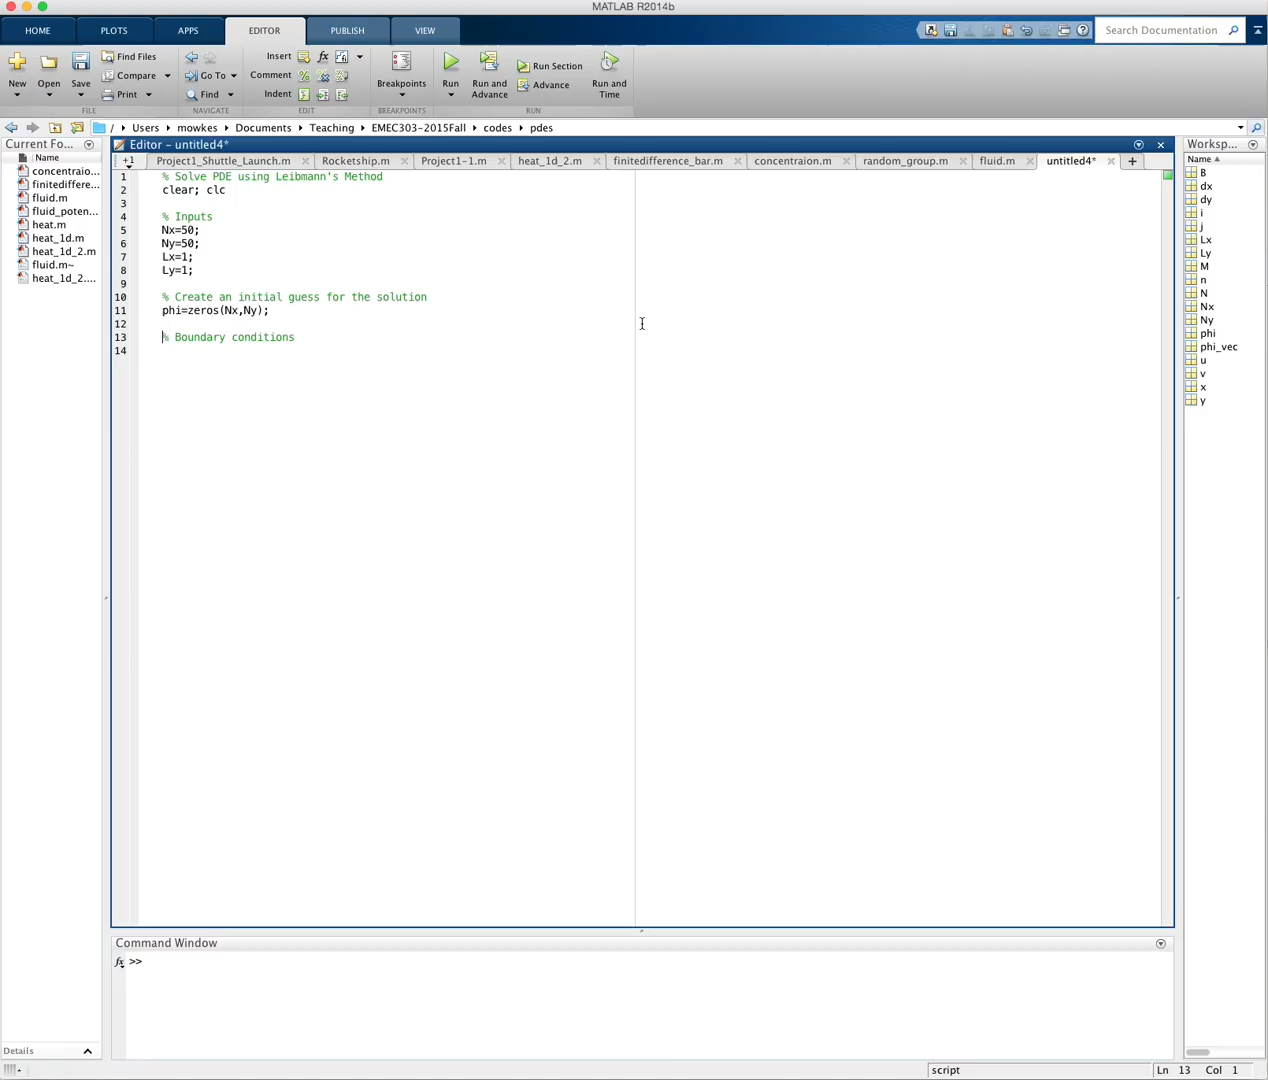 MATLAB R2014b
HOME PLOTS APPS EDITOR PUBLISH VIEW Search Documentation
New Open Save Find Files Compare Print
Go To Find
Insert Comment Indent fx
Breakpoints Run Run and Advance Run Section Advance Run and Time
FILE NAVIGATE EDIT BREAKPOINTS RUN
/ Users mowkes Documents Teaching EMEC303-2015Fall codes pdes
Current Fo...
Name
concentraio...
finitediffere...
fluid.m
fluid_poten...
heat.m
heat_1d.m
heat_1d_2.m
fluid.m~
heat_1d_2....
Details
Editor - untitled4*
+1 Project1_Shuttle_Launch.m Rocketship.m Project1-1.m heat_1d_2.m finitedifference_bar.m concentraion.m random_group.m fluid.m untitled4*
1 % Solve PDE using Leibmann's Method
2 clear; clc
3
4 % Inputs
5 Nx=50;
6 Ny=50;
7 Lx=1;
8 Ly=1;
9
10 % Create an initial guess for the solution
11 phi=zeros(Nx,Ny);
12
13 % Boundary conditions
14
Command Window
fx >>
Worksp...
Name
B
dx
dy
i
j
Lx
Ly
M
n
N
Nx
Ny
phi
phi_vec
u
v
x
y
script Ln 13 Col 1